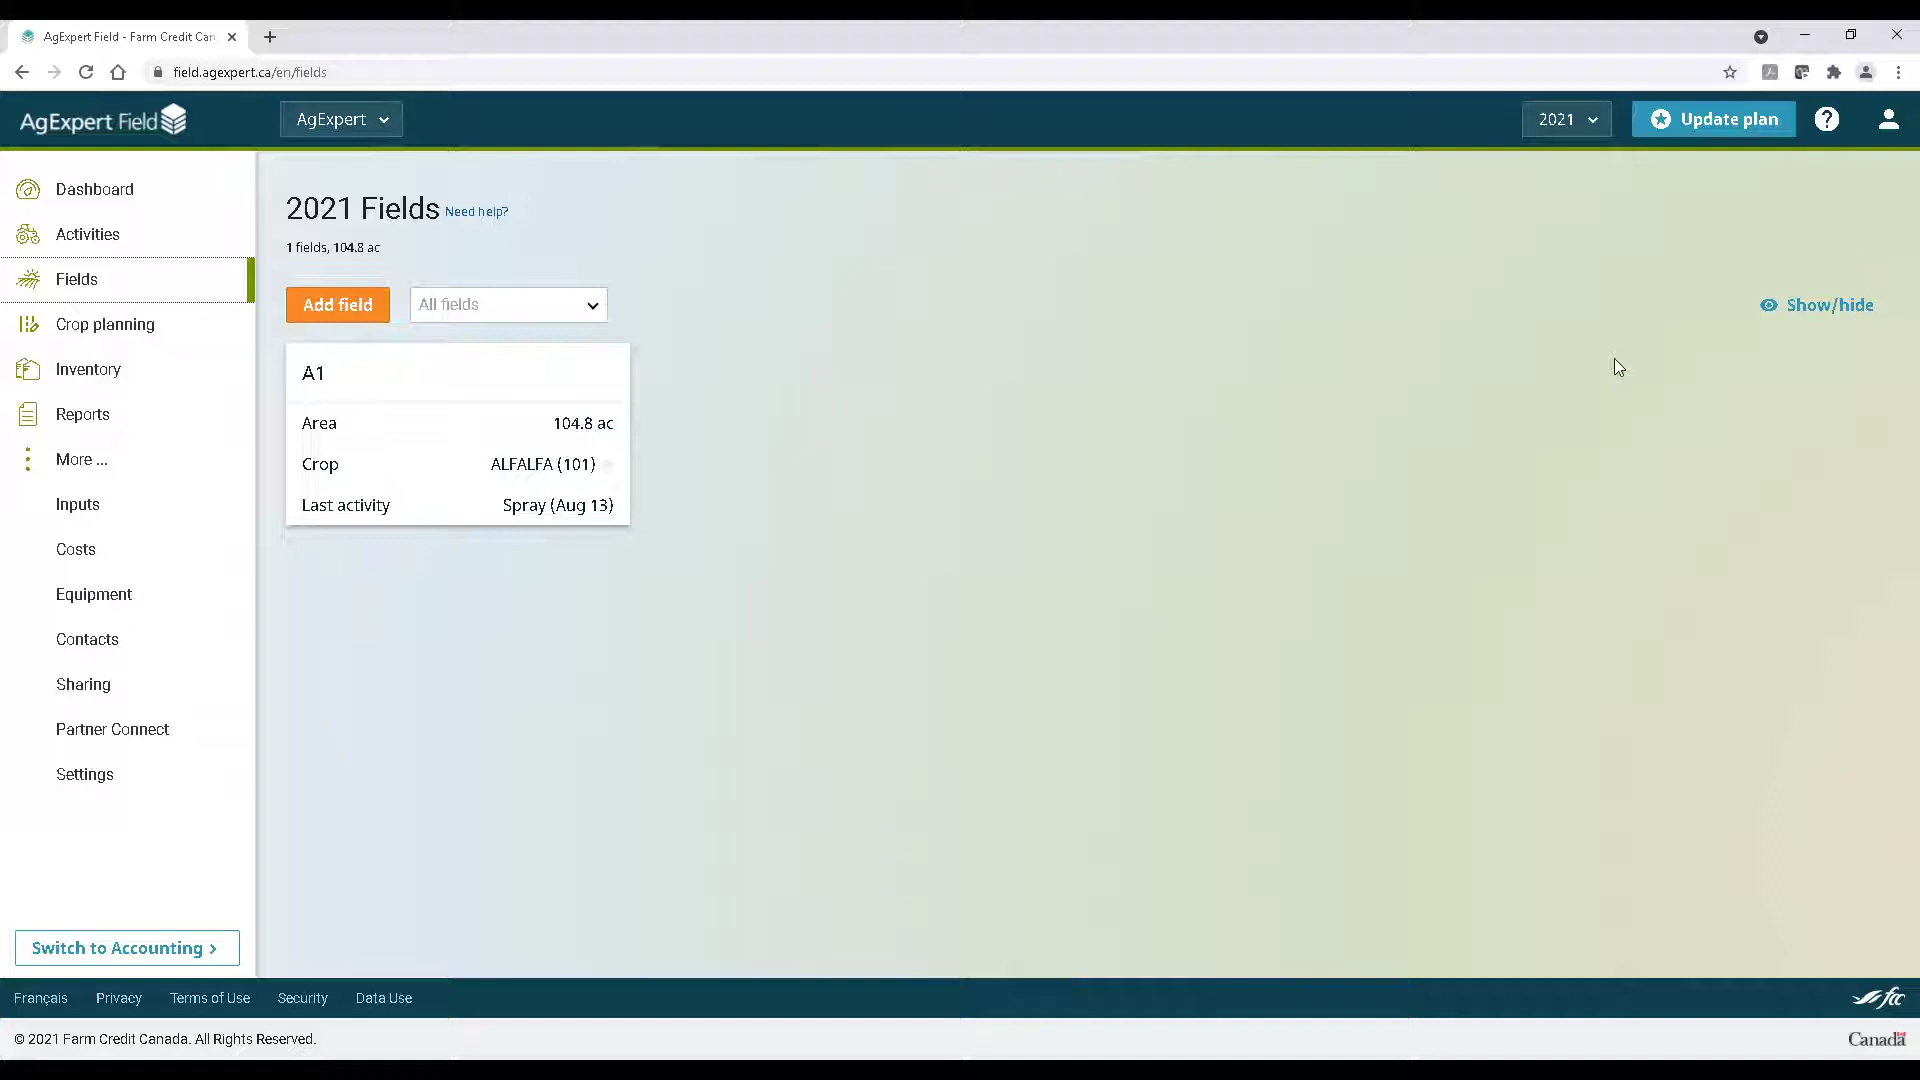 AgExpert Field - Farm Credit Can
field.agexpert.ca/en/fields
AgExpert Field
AgExpert
2021
Update plan
Dashboard
Activities
Fields
Crop planning
Inventory
Reports
More ...
Inputs
Costs
Equipment
Contacts
Sharing
Partner Connect
Settings
Switch to Accounting
2021 Fields Need help?
1 fields, 104.8 ac
Add field
All fields
Show/hide
A1
Area 104.8 ac
Crop ALFALFA (101)
Last activity Spray (Aug 13)
Français Privacy Terms of Use Security Data Use
fcc
© 2021 Farm Credit Canada. All Rights Reserved.
Canada